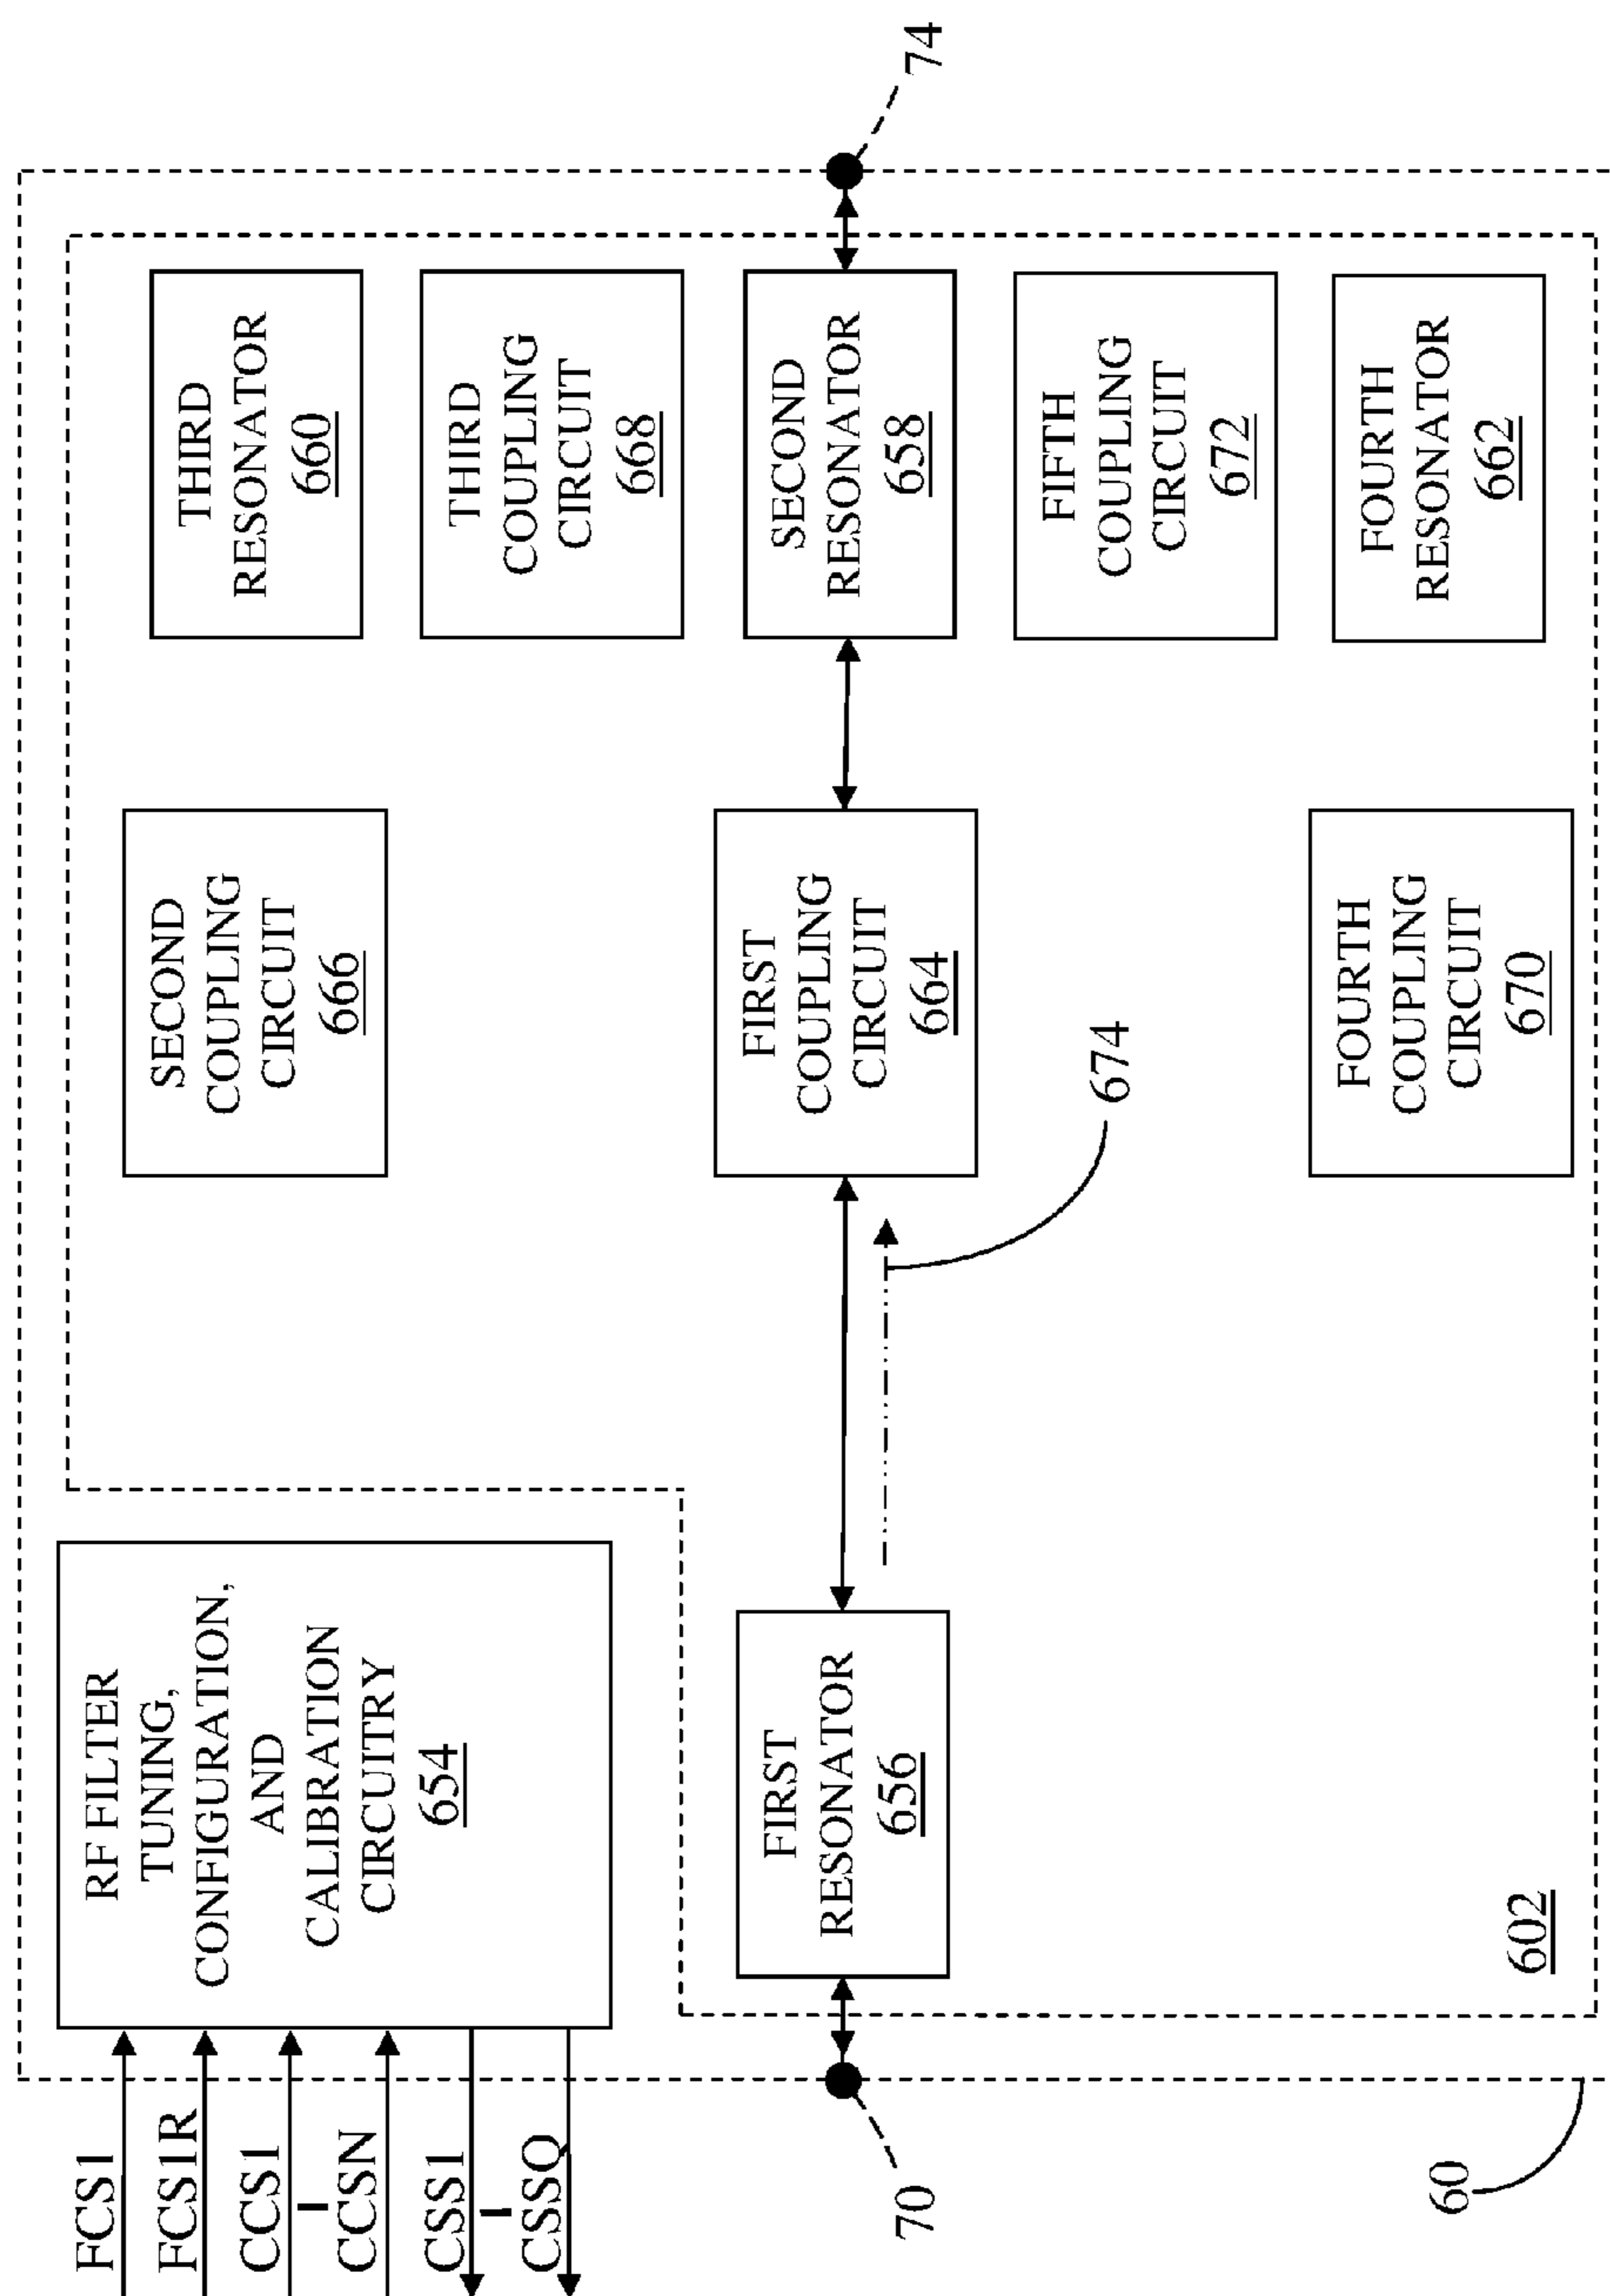 FCS1
FCS1R
CCS1
CCSN
CSS1
CSSQ
RF FILTER
TUNING,
CONFIGURATION,
AND
CALIBRATION
CIRCUITRY
654
SECOND
COUPLING
CIRCUIT
666
THIRD
RESONATOR
660
THIRD
COUPLING
CIRCUIT
668
70
FIRST
RESONATOR
656
674
FIRST
COUPLING
CIRCUIT
664
SECOND
RESONATOR
658
74
FIFTH
COUPLING
CIRCUIT
672
60
602
FOURTH
COUPLING
CIRCUIT
670
FOURTH
RESONATOR
662